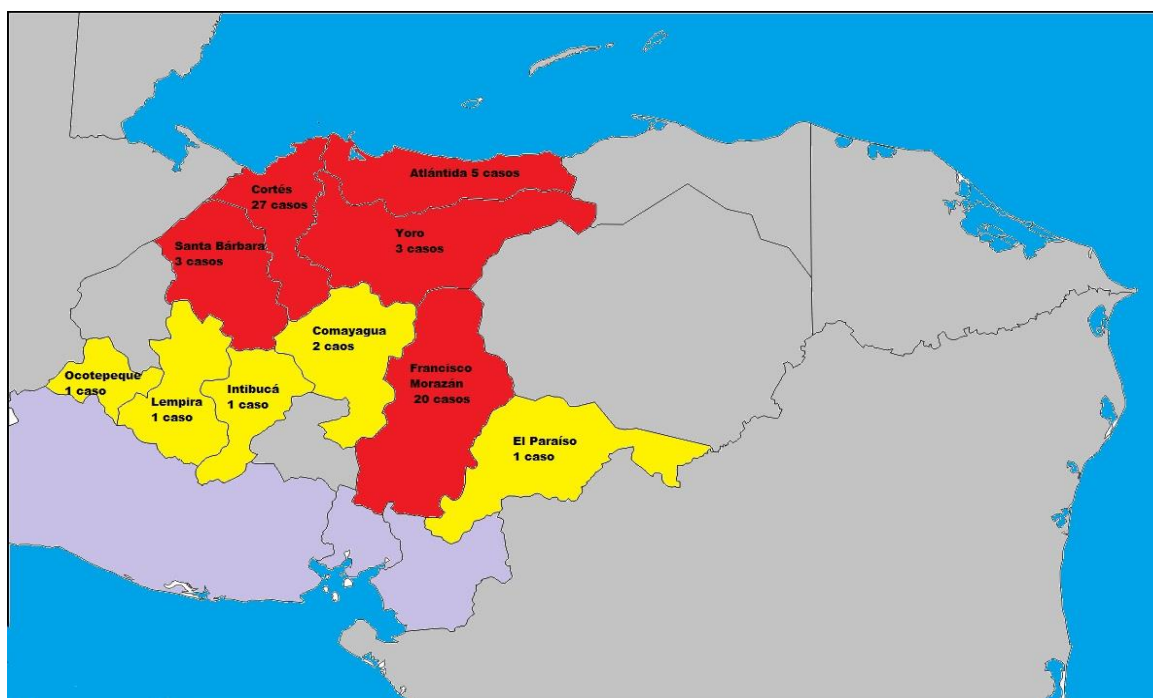 Atlántida 5 casos
Cortés
27 casos
Yoro
3 casos
Santa Bárbara
3 casos
Comayagua
2 caos
Francisco
Morazán
20 casos
Ocotepeque
1 caso
Lempira
1 caso
Intibucá
1 caso
El Paraíso
1 caso